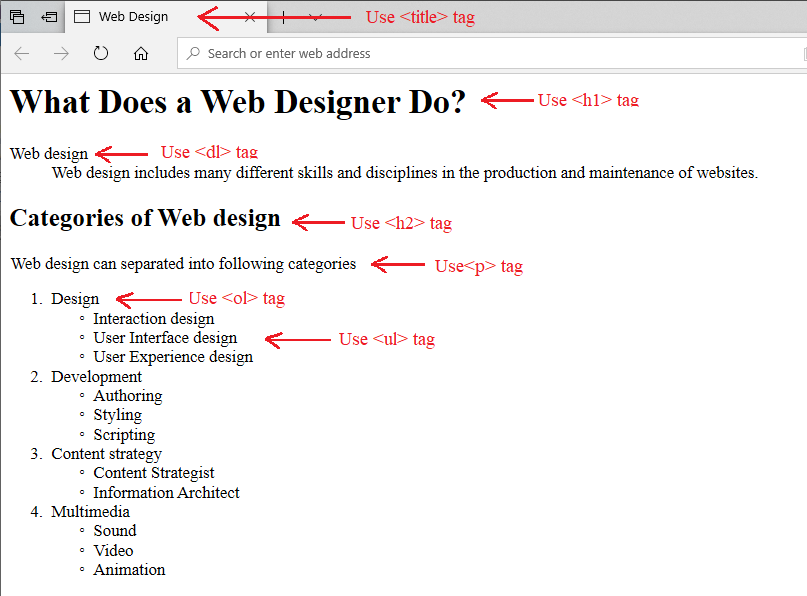 Web Design Use <title> tag
Search or enter web address
What Does a Web Designer Do? Use <h1> tag
Web design Use <dl> tag
Web design includes many different skills and disciplines in the production and maintenance of websites.
Categories of Web design Use <h2> tag
Web design can separated into following categories Use<p> tag
1. Design Use <ol> tag
◦ Interaction design
◦ User Interface design Use <ul> tag
◦ User Experience design
2. Development
◦ Authoring
◦ Styling
◦ Scripting
3. Content strategy
◦ Content Strategist
◦ Information Architect
4. Multimedia
◦ Sound
◦ Video
◦ Animation